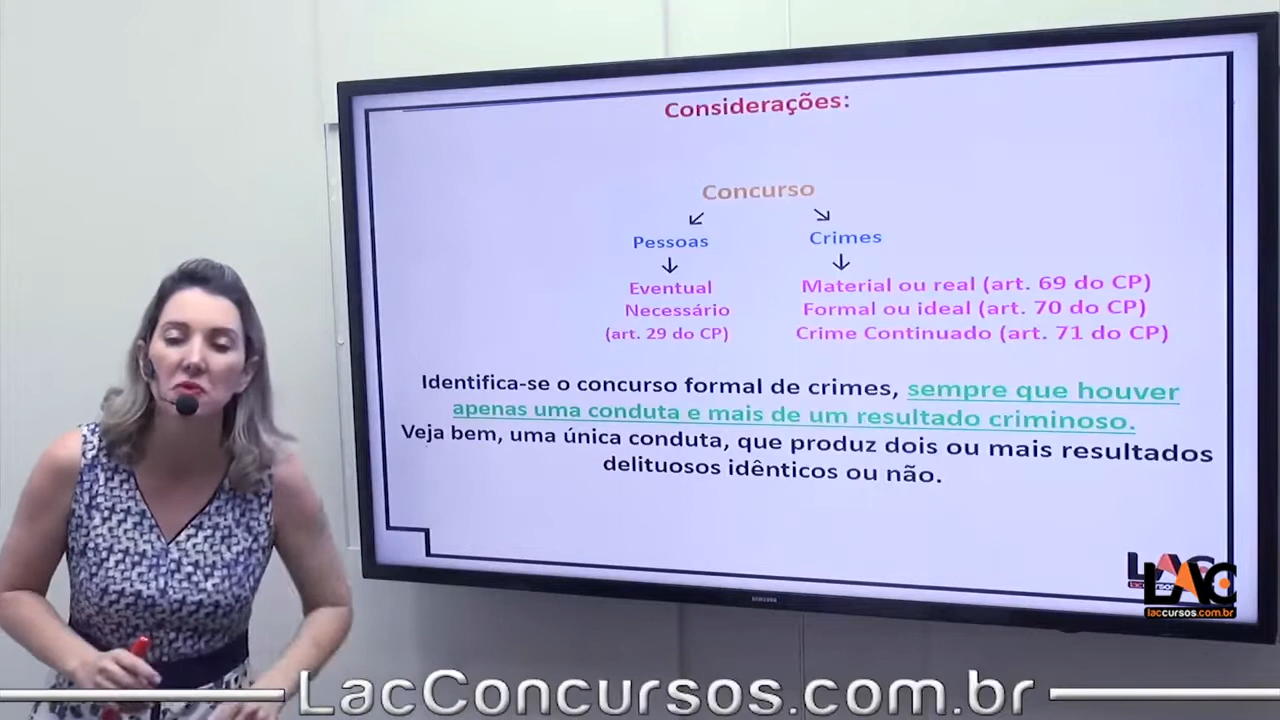 Considerações:
Concurso
Pessoas
Crimes
Eventual
Material ou real (art. 69 do CP)
Necessário
Formal ou ideal (art. 70 do CP)
(art. 29 do CP)
Crime Continuado (art. 71 do CP)
Identifica-se o concurso formal de crimes, sempre que houver
apenas uma conduta e mais de um resultado criminoso.
Veja bem, uma única conduta, que produz dois ou mais resultados
delituosos idênticos ou não.
LAC
laccursos.com.br
SAMSUNG
LacConcursos.com.br